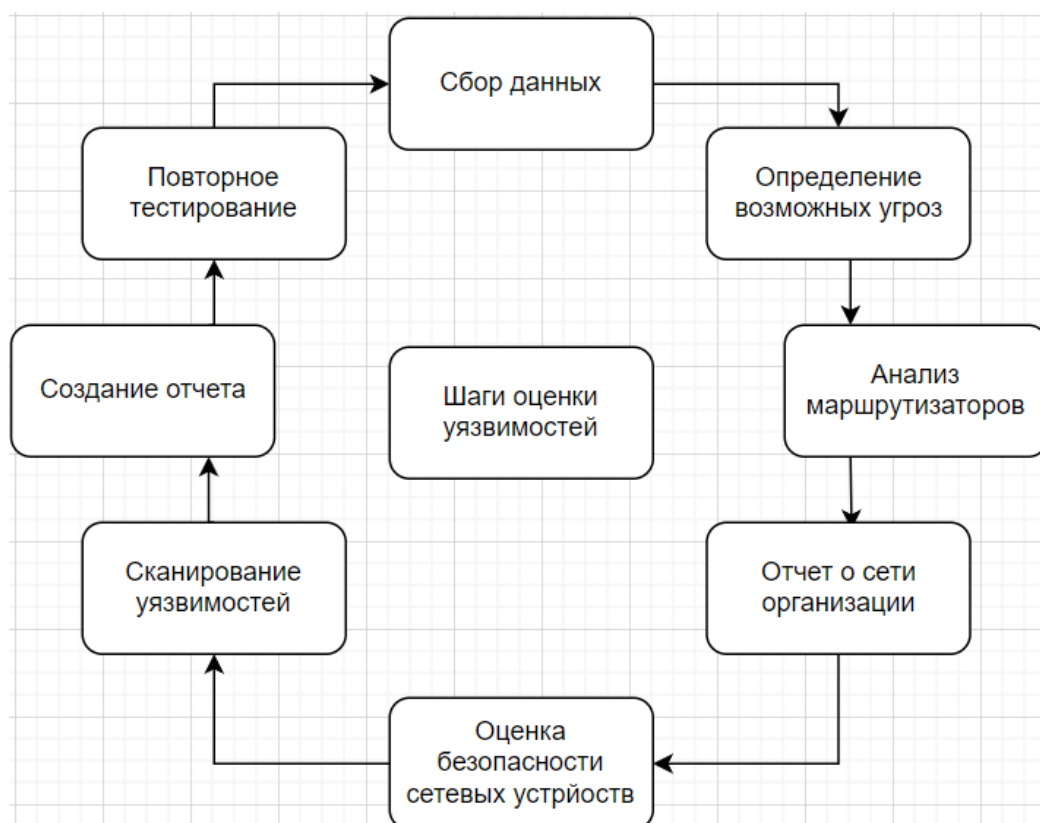 Сбор данных
Повторное
тестирование
Определение
возможных угроз
Создание отчета
Шаги оценки
уязвимостей
Анализ
маршрутизаторов
Сканирование
уязвимостей
Отчет о сети
организации
Оценка
безопасности
сетевых устрйоств